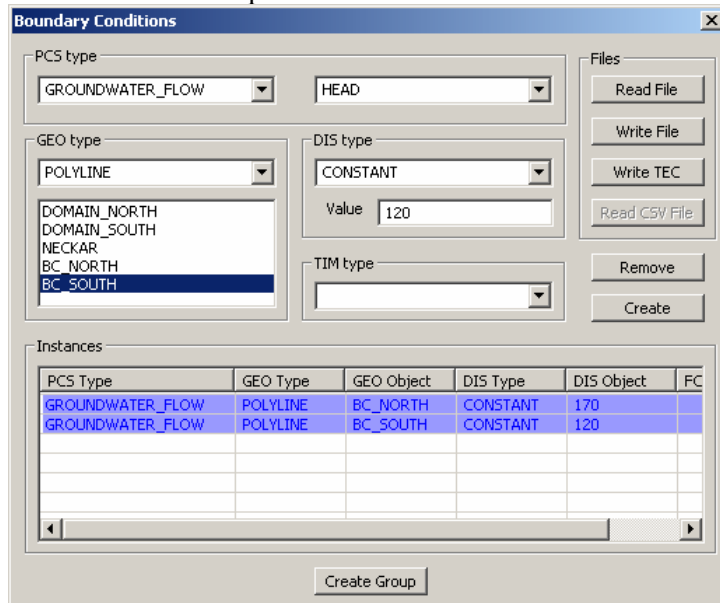 Boundary Conditions
PCS type
GROUNDWATER_FLOW
HEAD
Files
Read File
Write File
Write TEC
Read CSV File
GEO type
POLYLINE
DOMAIN_NORTH
DOMAIN_SOUTH
NECKAR
BC_NORTH
BC_SOUTH
DIS type
CONSTANT
Value 120
TIM type
Remove
Create
Instances
PCS Type GEO Type GEO Object DIS Type DIS Object FC
GROUNDWATER_FLOW POLYLINE BC_NORTH CONSTANT 170
GROUNDWATER_FLOW POLYLINE BC_SOUTH CONSTANT 120
Create Group